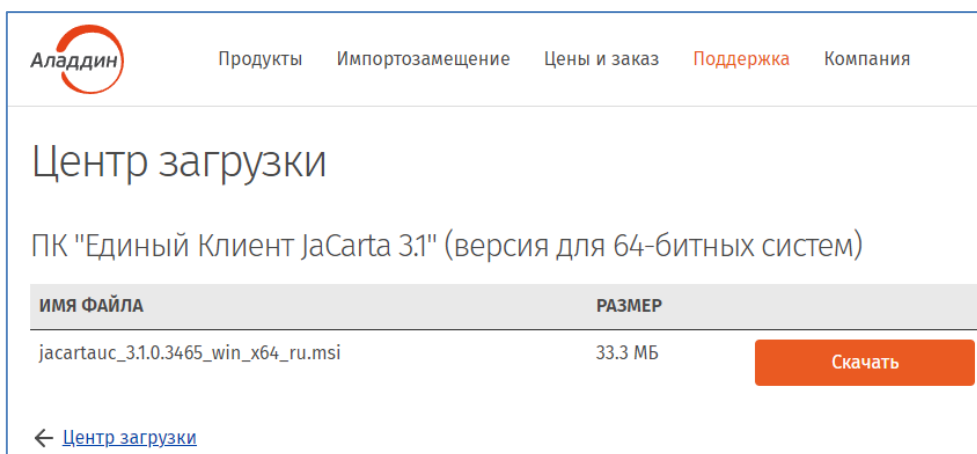 Аладдин
Продукты Импортозамещение Цены и заказ Поддержка Компания
Центр загрузки
ПК "Единый Клиент JaCarta 3.1" (версия для 64-битных систем)
ИМЯ ФАЙЛА РАЗМЕР
jacartauc_3.1.0.3465_win_x64_ru.msi 33.3 МБ Скачать
← Центр загрузки